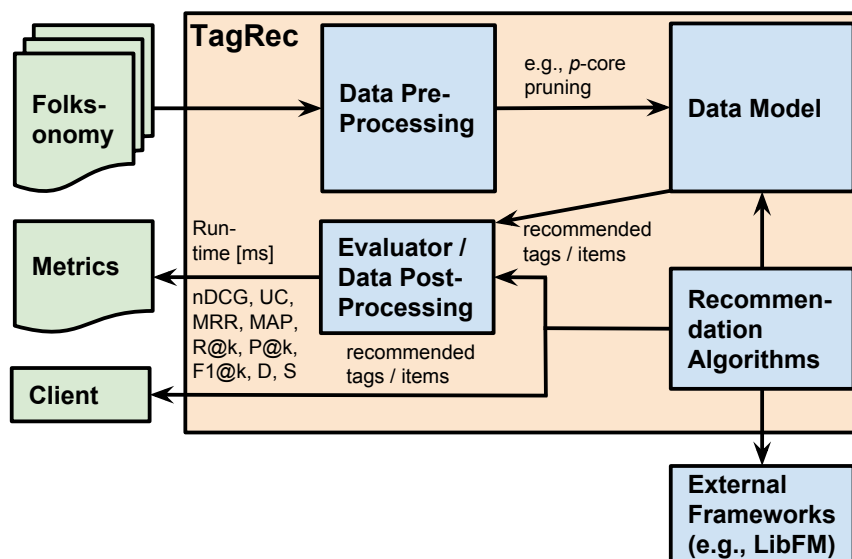 TagRec
Folks-
onomy
Data Pre-
Processing
e.g., p-core
pruning
Data Model
Metrics
Run-
time [ms]
nDCG, UC,
MRR, MAP,
R@k, P@k,
F1@k, D, S
Evaluator /
Data Post-
Processing
recommended
tags / items
recommended
tags / items
Recommen-
dation
Algorithms
Client
External
Frameworks
(e.g., LibFM)